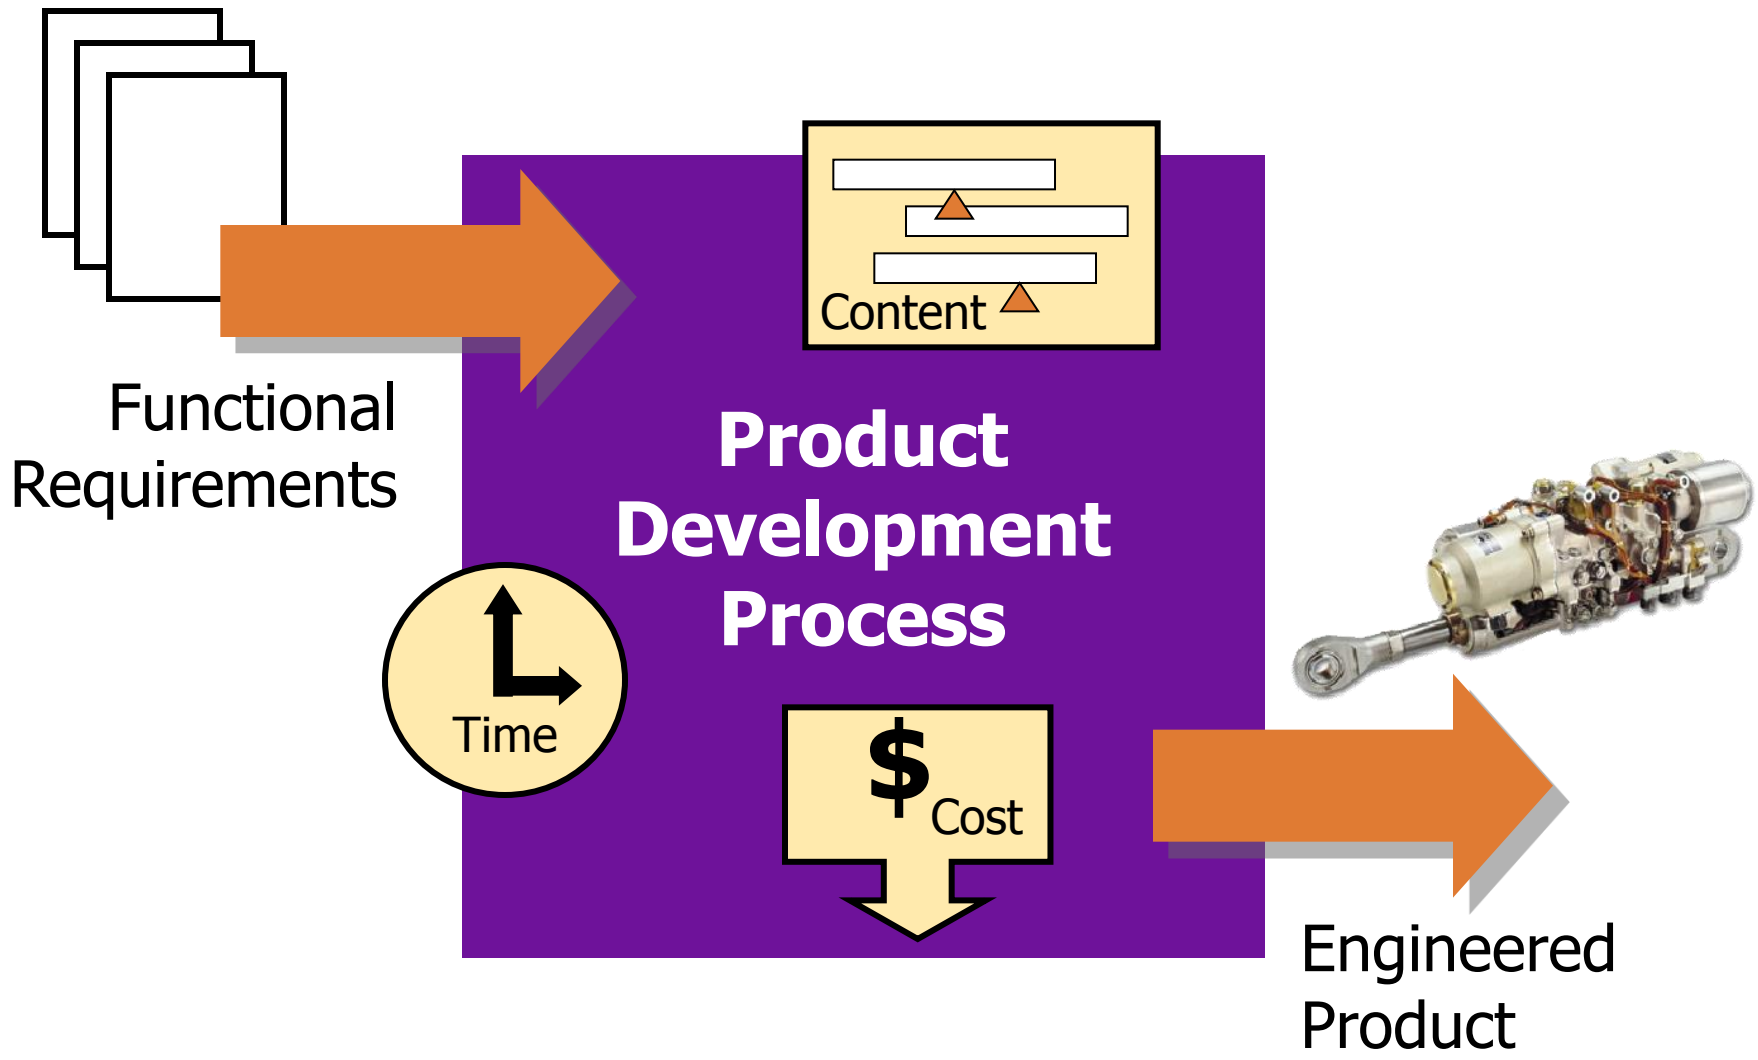 Content
Functional
Requirements
Product
Development
Process
Time
$
Cost
Engineered
Product